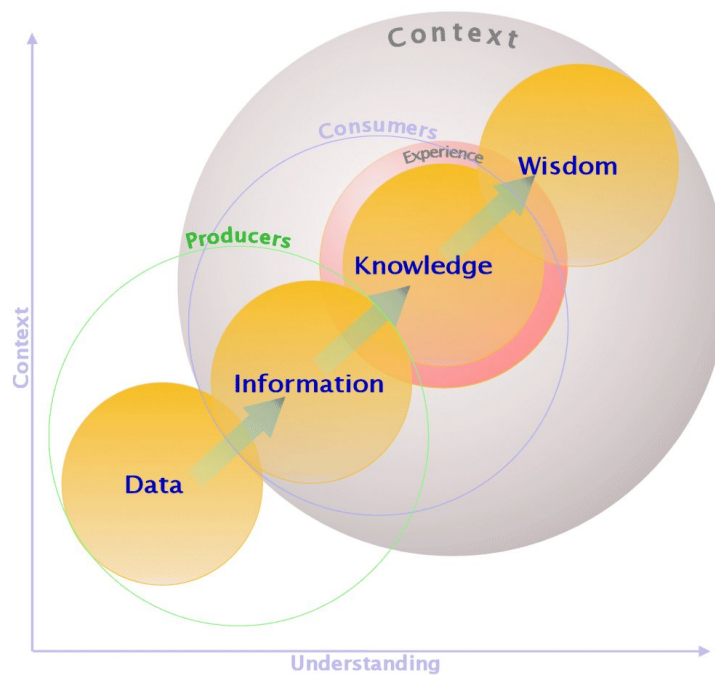 Context
Consumers
Experience
Wisdom
Producers
Knowledge
Context
Information
Data
Understanding